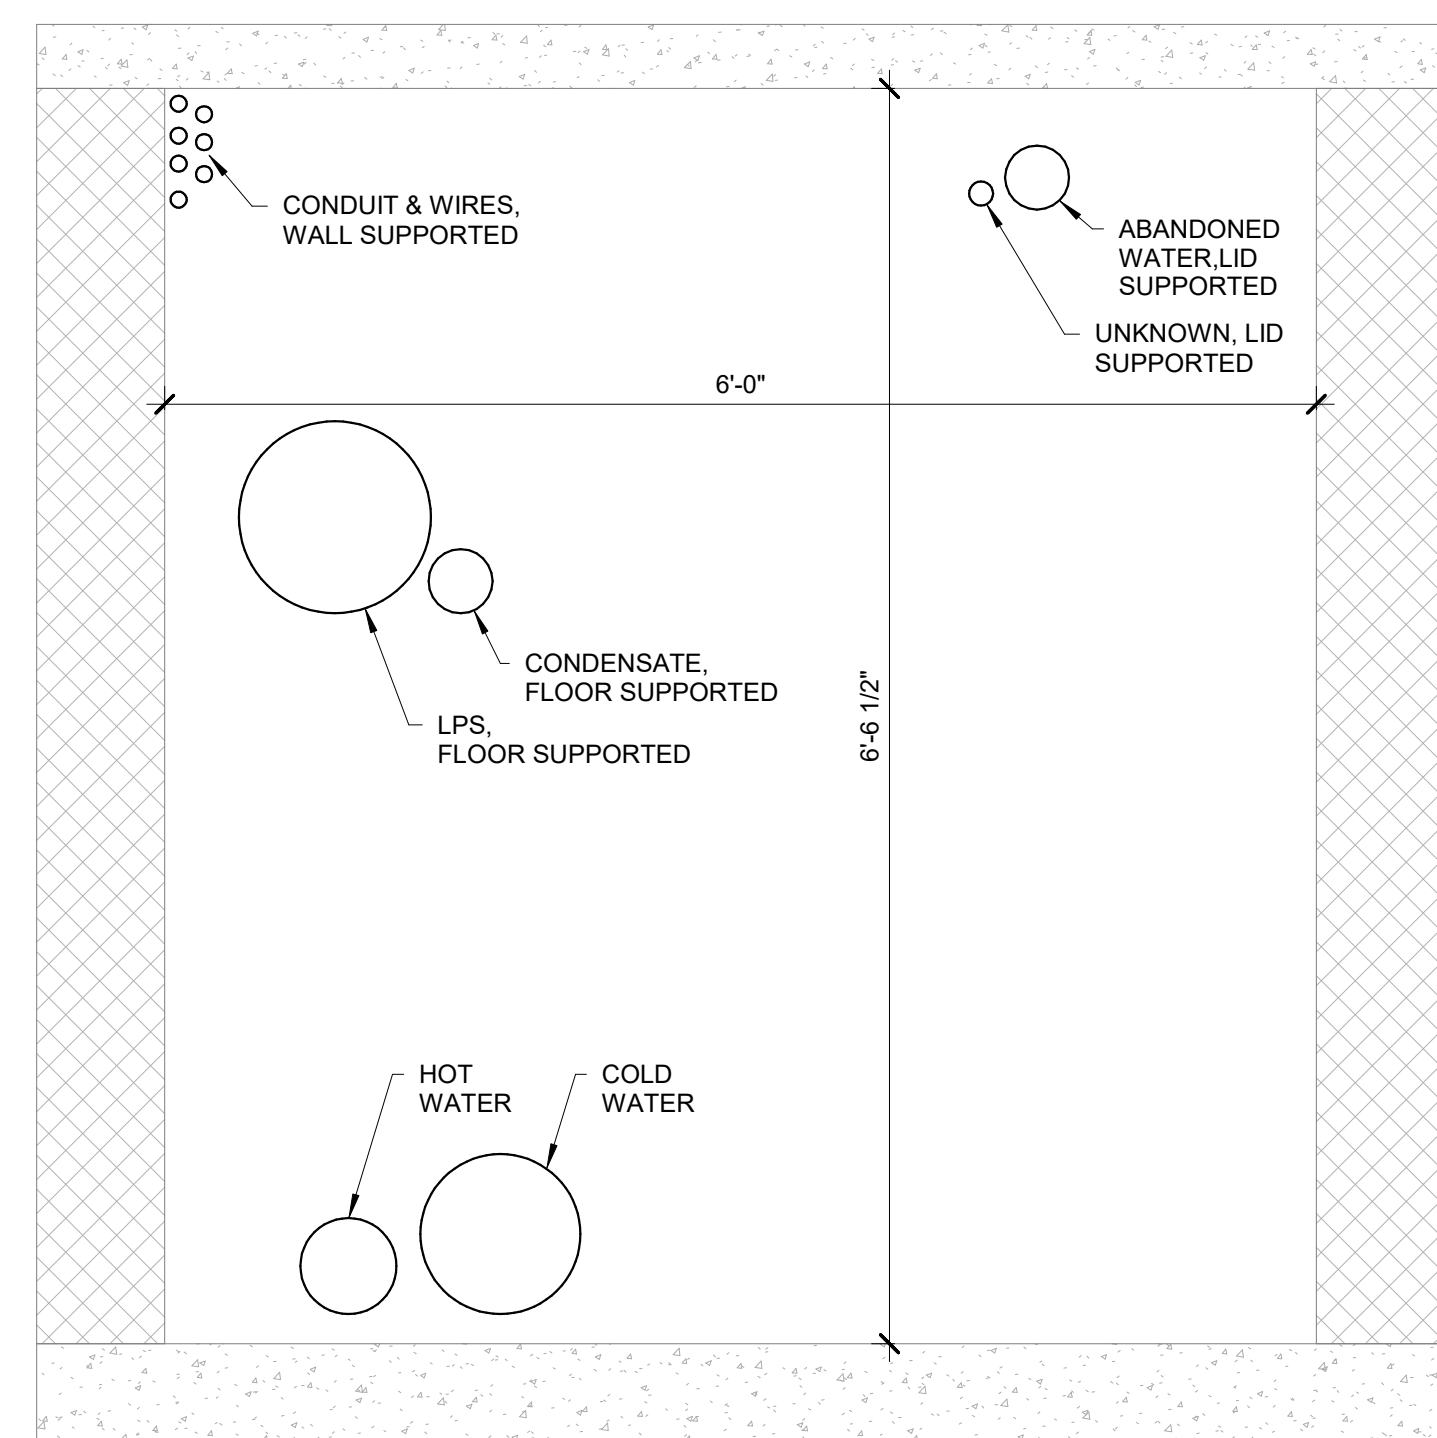 CONDUIT & WIRES,
WALL SUPPORTED
ABANDONED
WATER,LID
SUPPORTED
UNKNOWN, LID
SUPPORTED
6'-0"
CONDENSATE,
FLOOR SUPPORTED
LPS,
FLOOR SUPPORTED
6'-6 1/2"
HOT
WATER
COLD
WATER